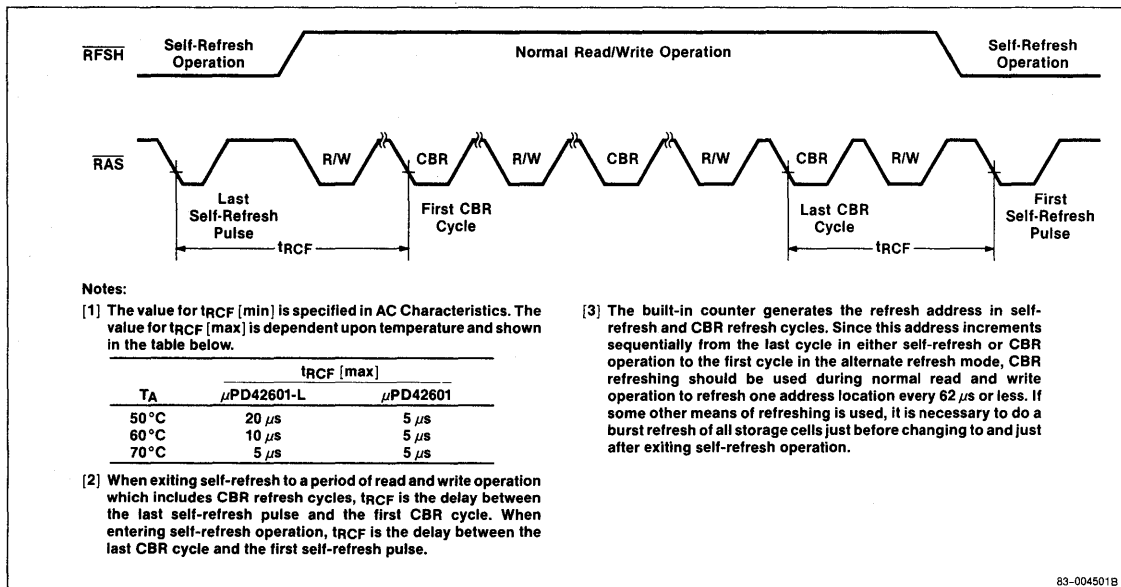 RFSH
Self-Refresh
Operation
Normal Read/Write Operation
Self-Refresh
Operation
RAS
R/W
CBR
R/W
CBR
R/W
CBR
R/W
Last
Self-Refresh
Pulse
First CBR
Cycle
Last CBR
Cycle
First
Self-Refresh
Pulse
tRCF
tRCF
Notes:
[1] The value for tRCF [min] is specified in AC Characteristics. The
value for tRCF [max] is dependent upon temperature and shown
in the table below.
tRCF [max]
TA μPD42601-L μPD42601
50°C 20 μs 5 μs
60°C 10 μs 5 μs
70°C 5 μs 5 μs
[2] When exiting self-refresh to a period of read and write operation
which includes CBR refresh cycles, tRCF is the delay between
the last self-refresh pulse and the first CBR cycle. When
entering self-refresh operation, tRCF is the delay between the
last CBR cycle and the first self-refresh pulse.
[3] The built-in counter generates the refresh address in self-
refresh and CBR refresh cycles. Since this address increments
sequentially from the last cycle in either self-refresh or CBR
operation to the first cycle in the alternate refresh mode, CBR
refreshing should be used during normal read and write
operation to refresh one address location every 62 μs or less. If
some other means of refreshing is used, it is necessary to do a
burst refresh of all storage cells just before changing to and just
after exiting self-refresh operation.
83-004501B